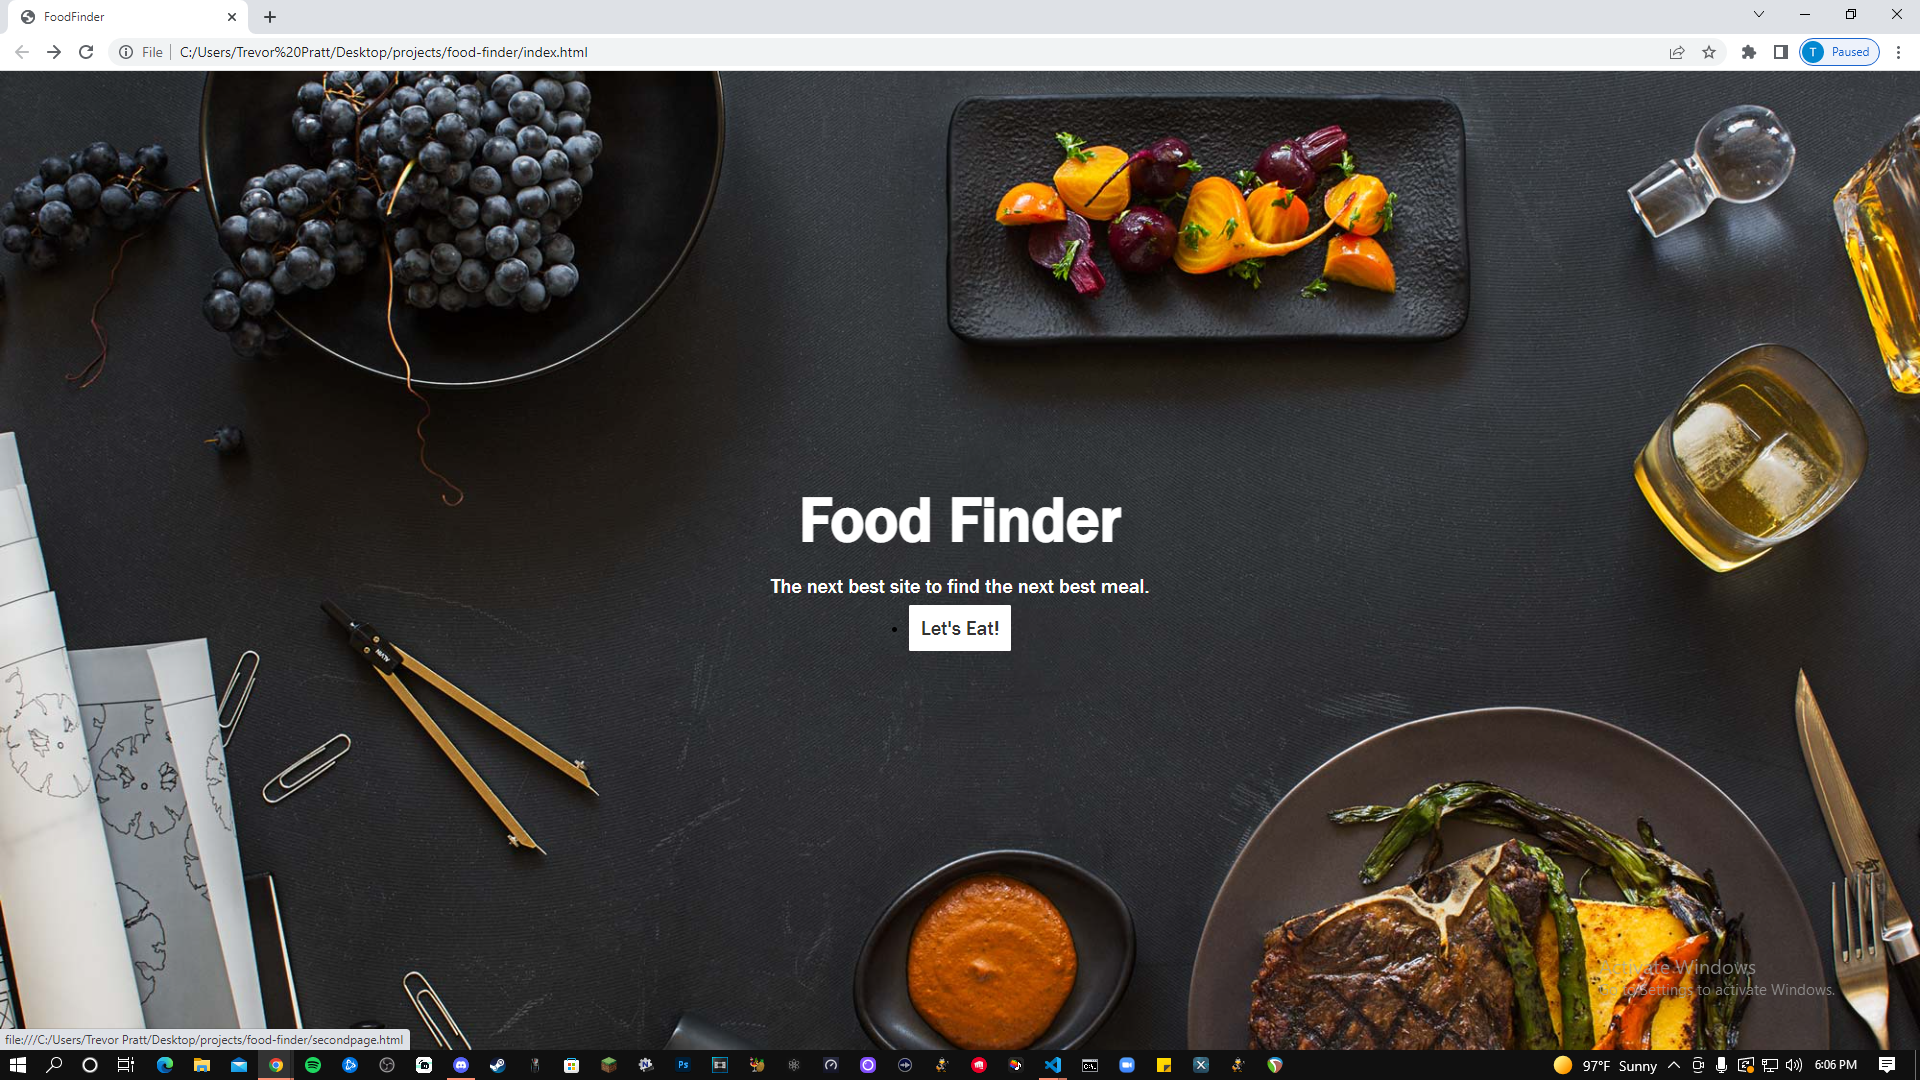 FoodFinder
File
C:/Users/Trevor%20Pratt/Desktop/projects/food-finder/index.html
T
Paused
Food Finder
The next best site to find the next best meal.
Let's Eat!
Activate Windows
Go to Settings to activate Windows.
file:///C:/Users/Trevor Pratt/Desktop/projects/food-finder/secondpage.html
Ps
97°F Sunny
6:06 PM